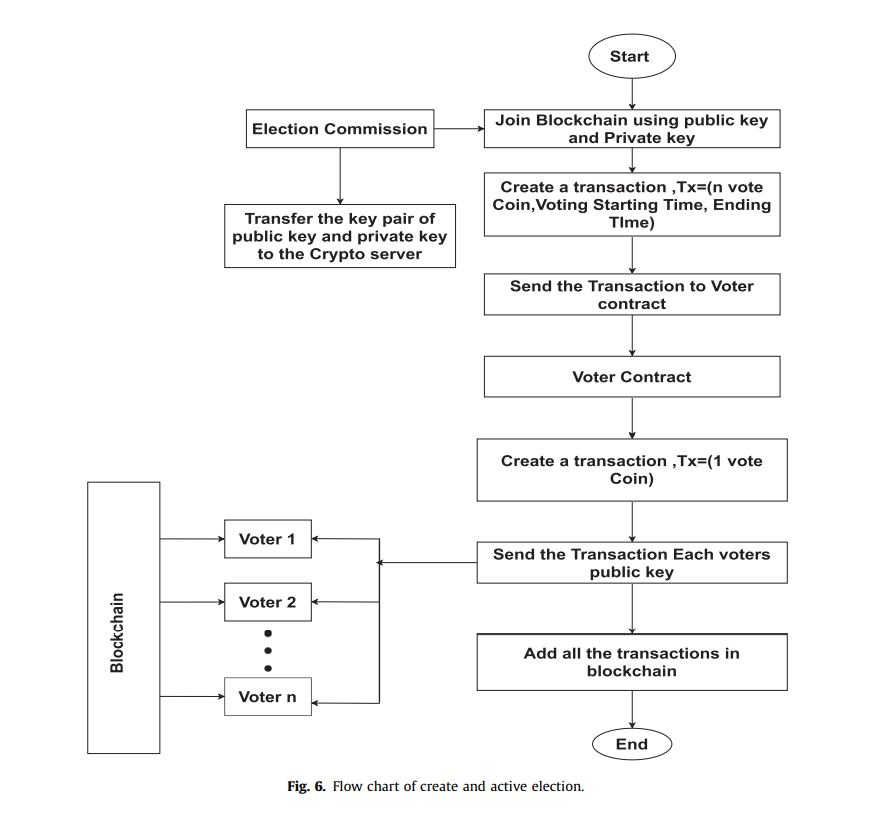 Start
Election Commission
Join Blockchain using public key
and Private key
Create a transaction ,Tx=(n vote
Coin,Voting Starting Time, Ending
TIme)
Transfer the key pair of
public key and private key
to the Crypto server
Send the Transaction to Voter
contract
Voter Contract
Create a transaction ,Tx=(1 vote
Coin)
Send the Transaction Each voters
public key
Blockchain
Voter 1
Voter 2
Voter n
Add all the transactions in
blockchain
End
Fig. 6. Flow chart of create and active election.